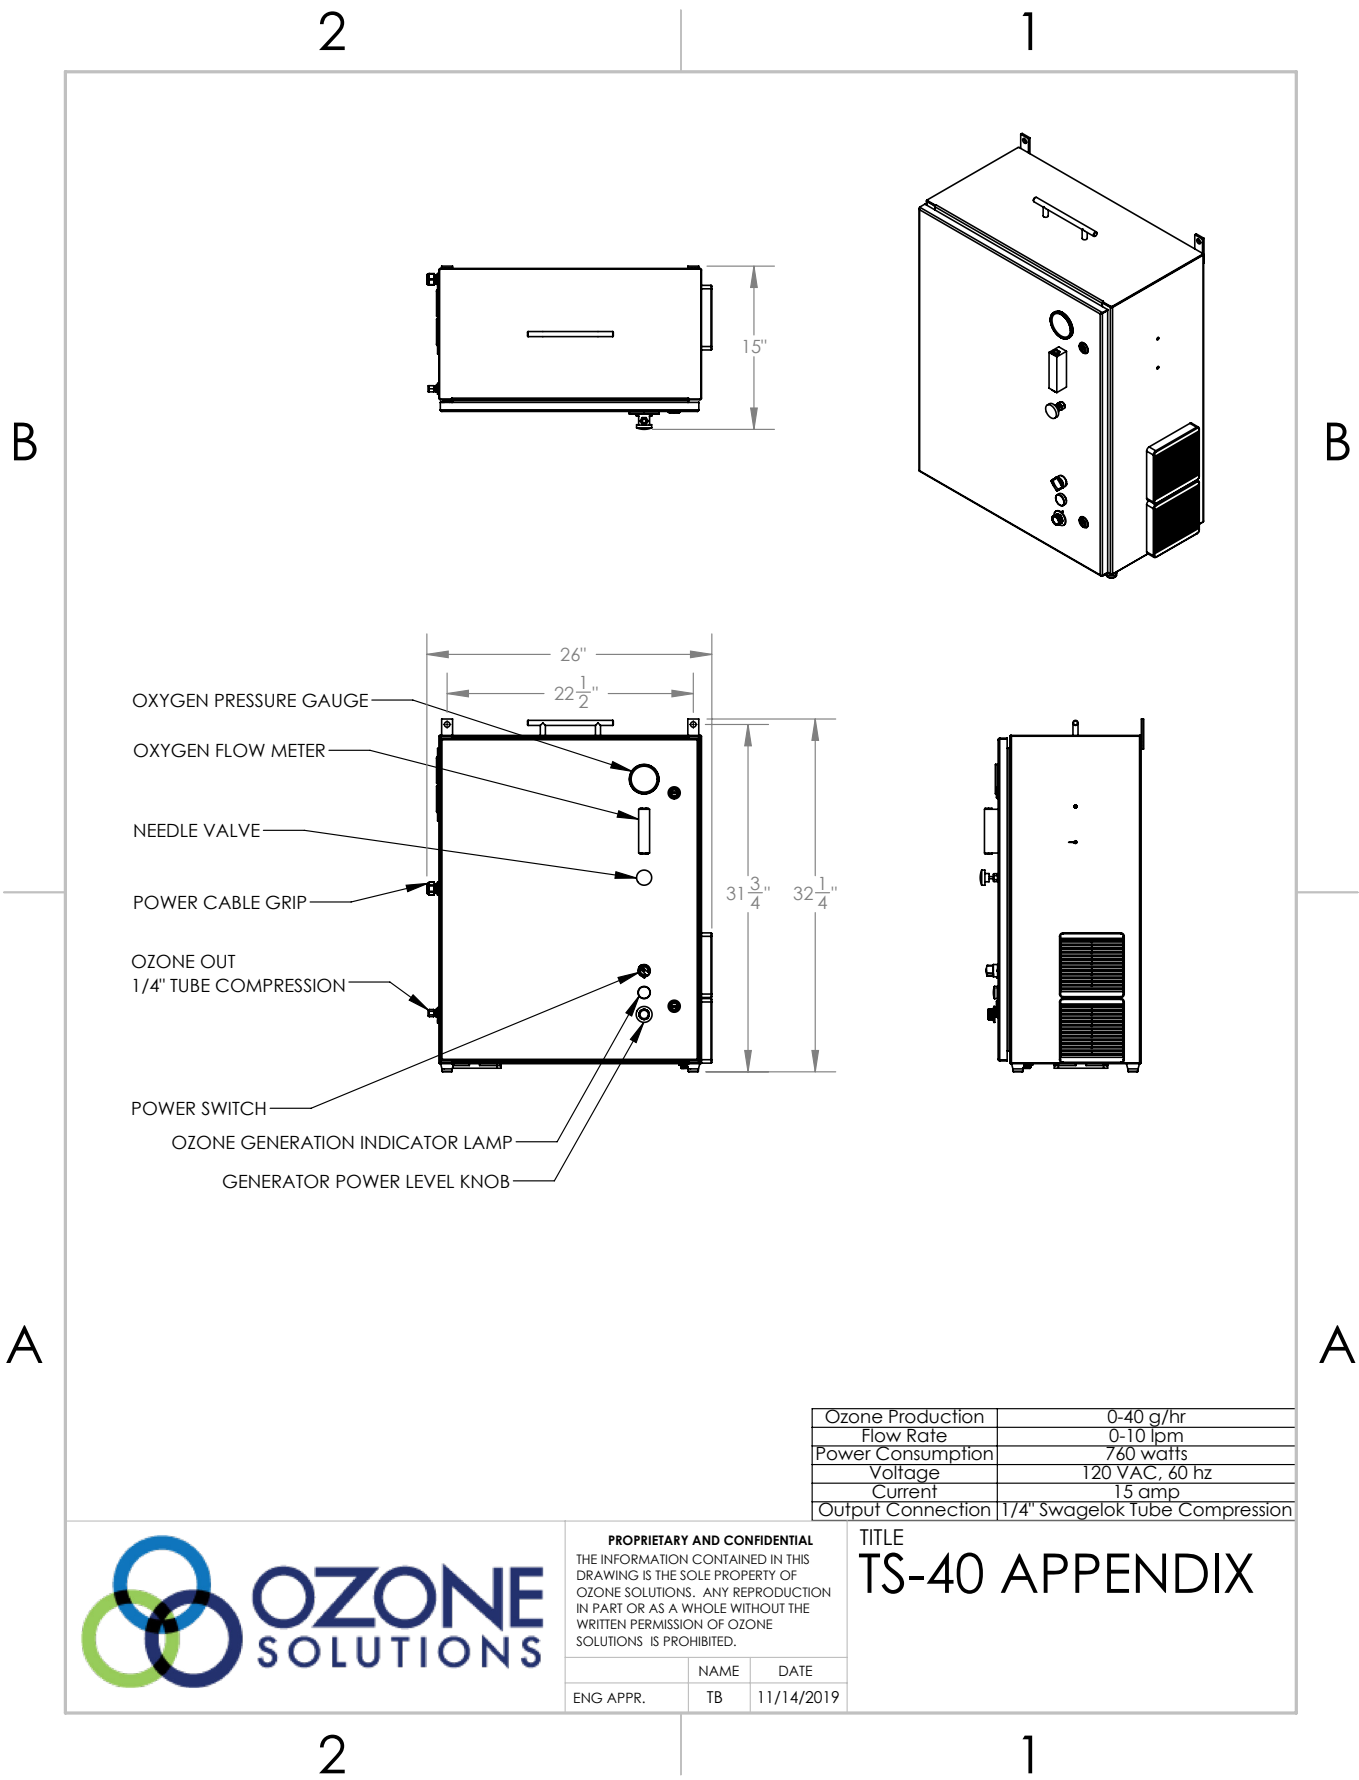 2
1
B
B
15"
26"
22 1/2"
OXYGEN PRESSURE GAUGE
OXYGEN FLOW METER
NEEDLE VALVE
31 3/4"
32 1/4"
POWER CABLE GRIP
OZONE OUT
1/4" TUBE COMPRESSION
POWER SWITCH
OZONE GENERATION INDICATOR LAMP
GENERATOR POWER LEVEL KNOB
A
A
Ozone Production 0-40 g/hr
Flow Rate 0-10 lpm
Power Consumption 760 watts
Voltage 120 VAC, 60 hz
Current 15 amp
Output Connection 1/4" Swagelok Tube Compression
OZONE
SOLUTIONS
PROPRIETARY AND CONFIDENTIAL
THE INFORMATION CONTAINED IN THIS
DRAWING IS THE SOLE PROPERTY OF
OZONE SOLUTIONS. ANY REPRODUCTION
IN PART OR AS A WHOLE WITHOUT THE
WRITTEN PERMISSION OF OZONE
SOLUTIONS IS PROHIBITED.
NAME DATE
ENG APPR. TB 11/14/2019
TITLE
TS-40 APPENDIX
2
1